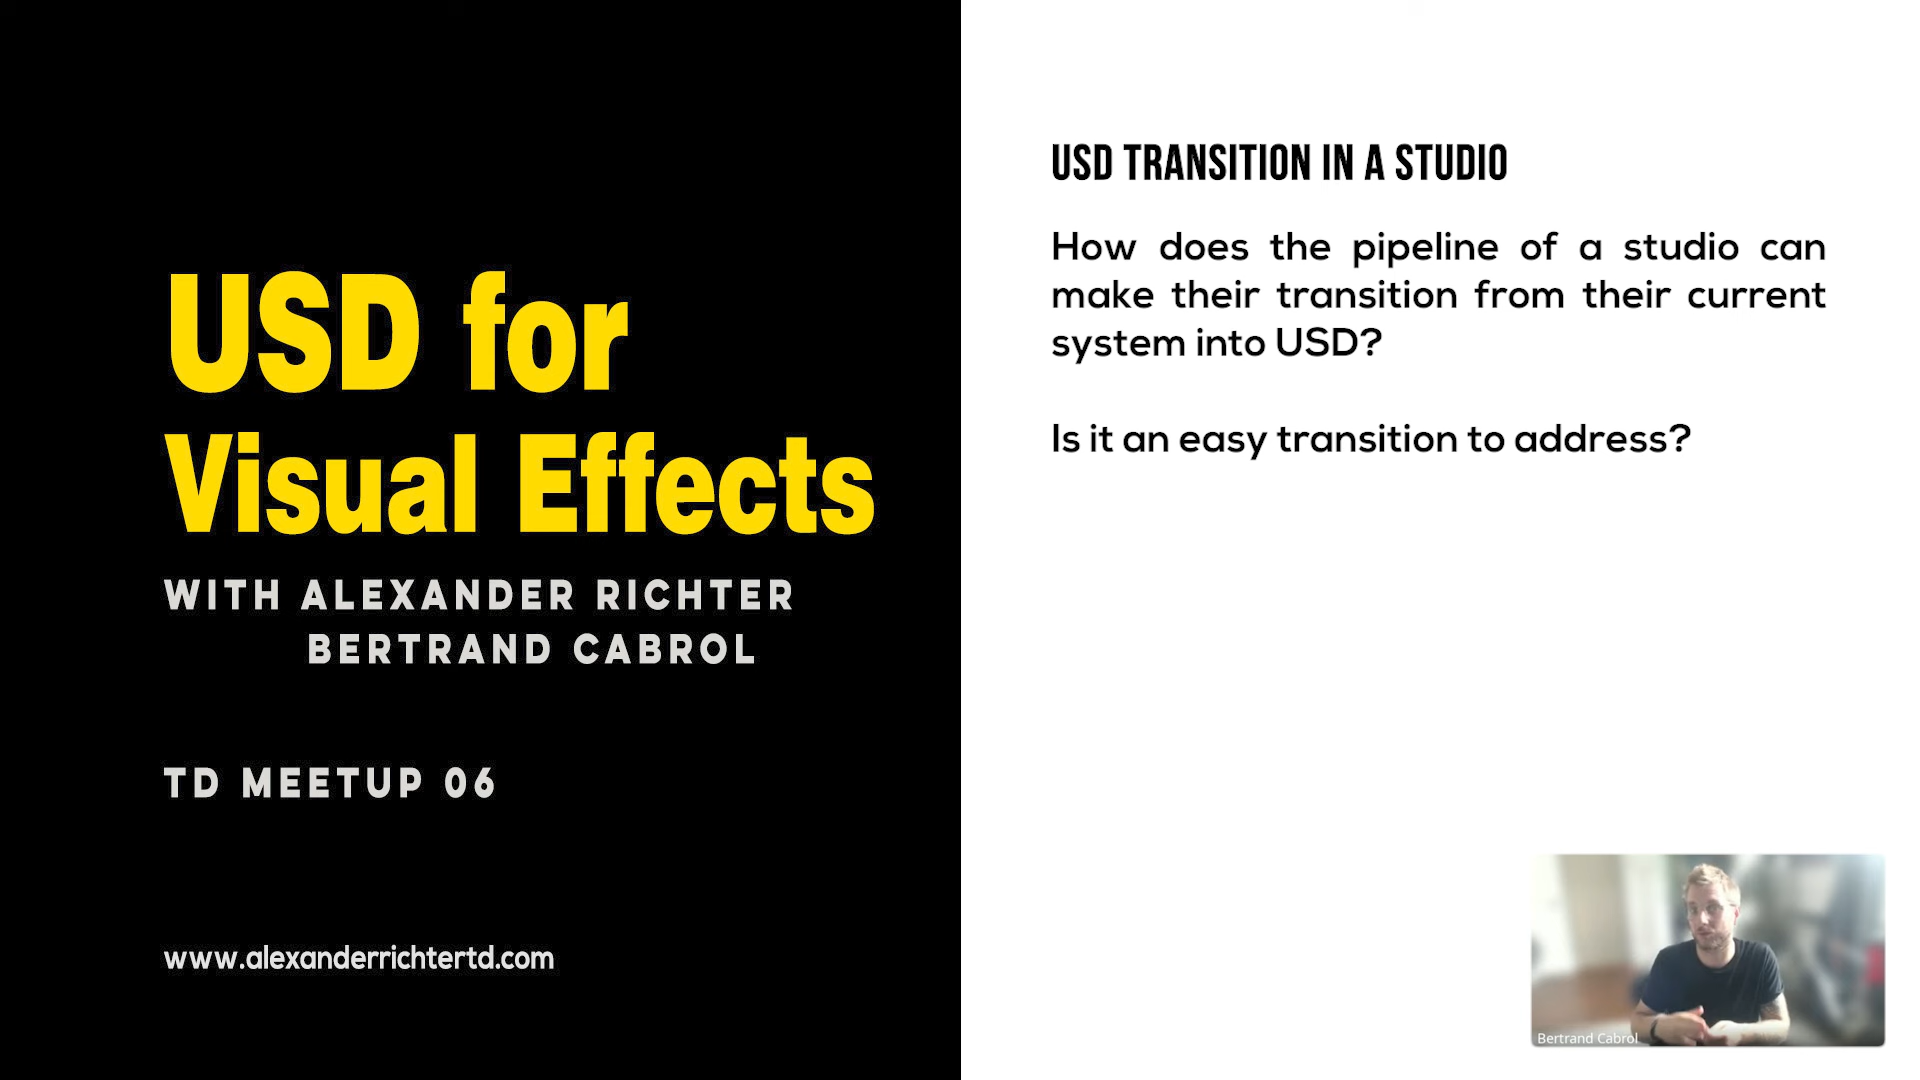 USD for
Visual Effects
WITH ALEXANDER RICHTER
BERTRAND CABROL
TD MEETUP 06
www.alexanderrichtertd.com
USD TRANSITION IN A STUDIO
How does the pipeline of a studio can
make their transition from their current
system into USD?
Is it an easy transition to address?
Bertrand Cabrol